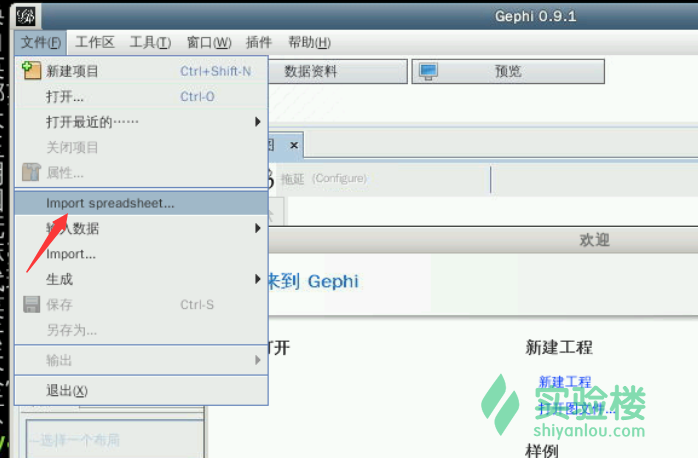 Gephi 0.9.1
文件(F) 工作区 工具(T) 窗口(W) 插件 帮助(H)
新建项目 Ctrl+Shift-N
数据资料 预览
打开... Ctrl-O
打开最近的······
关闭项目
图 ×
属性...
拖延 (Configure)
Import spreadsheet...
输入数据
欢迎
Import...
生成
来到 Gephi
保存 Ctrl-S
另存为...
打开 新建工程
输出
新建工程
退出(X)
打开图文件...
实验楼
shiyanlou.com
---选择一个布局
样例